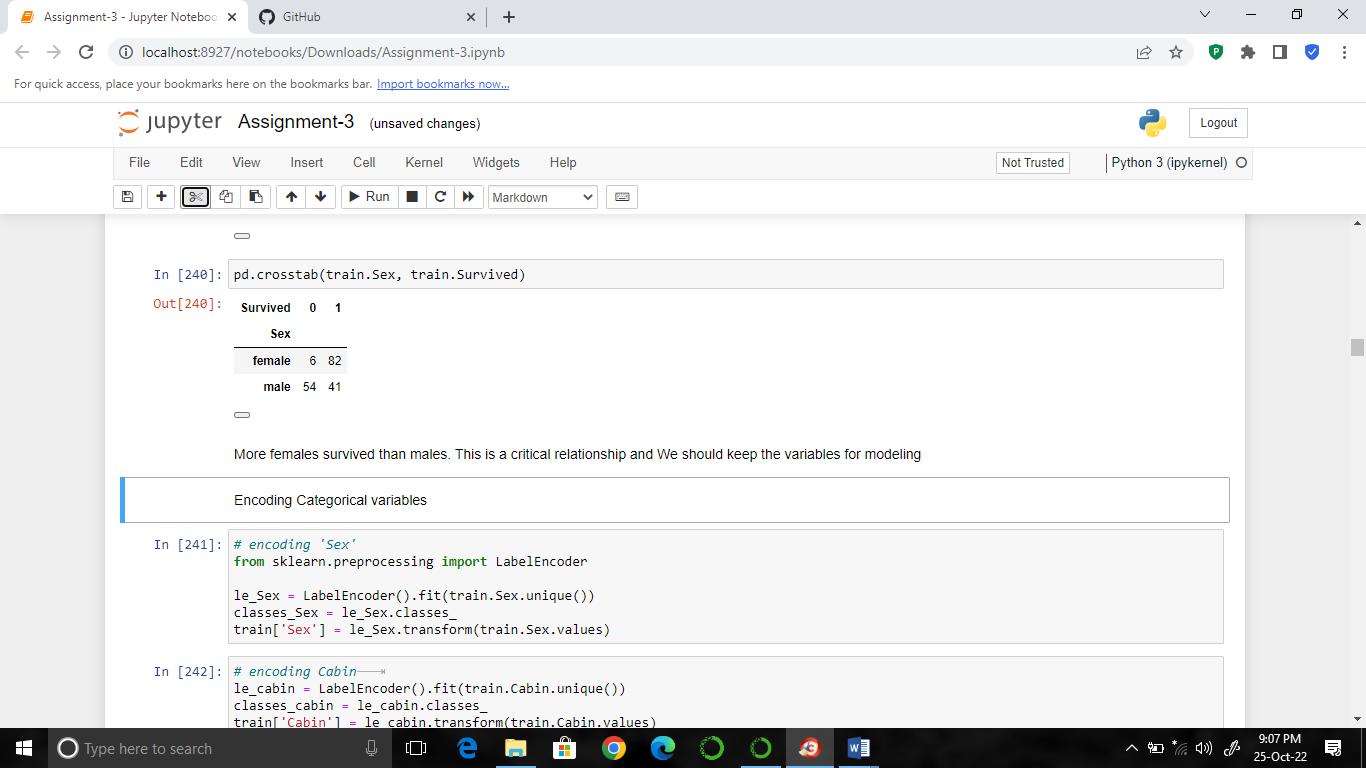 Assignment-3 - Jupyter Noteboo
GitHub
localhost:8927/notebooks/Downloads/Assignment-3.ipynb
For quick access, place your bookmarks here on the bookmarks bar. Import bookmarks now...
jupyter Assignment-3 (unsaved changes)
Logout
File Edit View Insert Cell Kernel Widgets Help
Not Trusted
Python 3 (ipykernel)
Run
Markdown
In [240]: pd.crosstab(train.Sex, train.Survived)
Out[240]:
Survived 0 1
Sex
female 6 82
male 54 41
More females survived than males. This is a critical relationship and We should keep the variables for modeling
Encoding Categorical variables
In [241]: # encoding 'Sex'
from sklearn.preprocessing import LabelEncoder
le_Sex = LabelEncoder().fit(train.Sex.unique())
classes_Sex = le_Sex.classes_
train['Sex'] = le_Sex.transform(train.Sex.values)
In [242]: # encoding Cabin
le_cabin = LabelEncoder().fit(train.Cabin.unique())
classes_cabin = le_cabin.classes_
train['Cabin'] = le_cabin.transform(train.Cabin.values)
Type here to search
9:07 PM
25-Oct-22